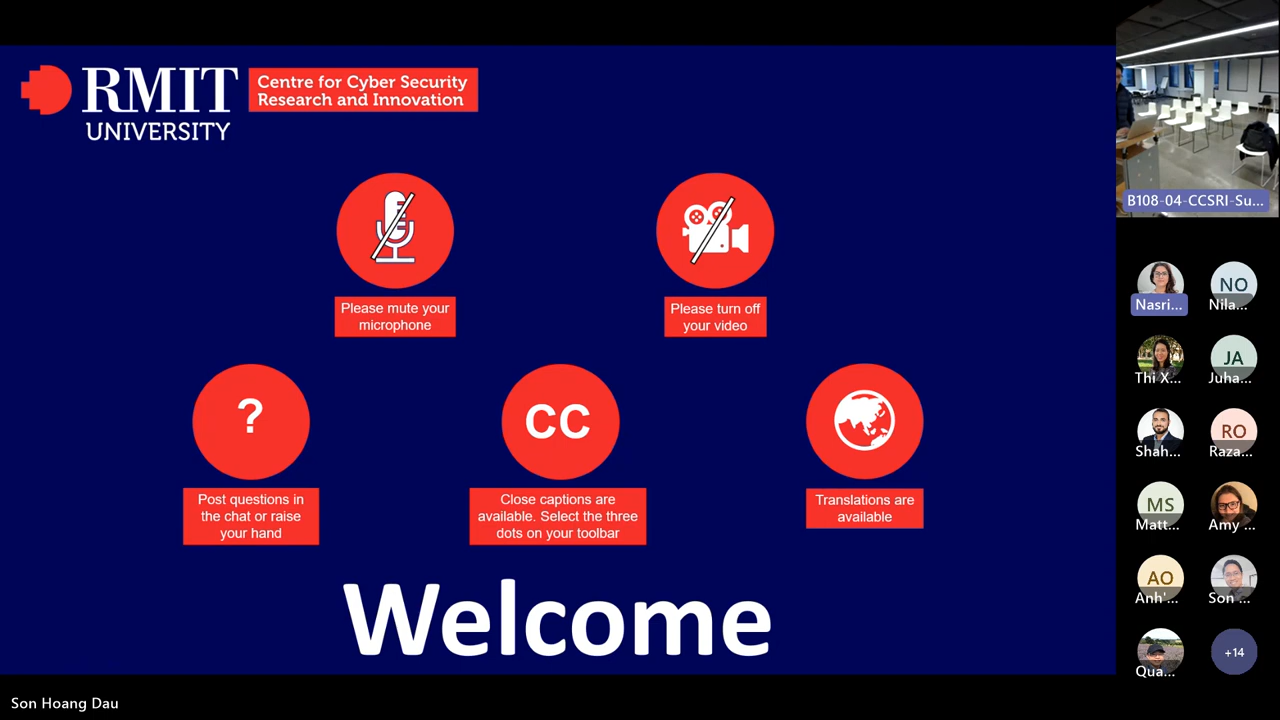 RMIT
UNIVERSITY
Centre for Cyber Security
Research and Innovation
Please mute your
microphone
Please turn off
your video
?
CC
Post questions in
the chat or raise
your hand
Close captions are
available. Select the three
dots on your toolbar
Translations are
available
Welcome
Son Hoang Dau
B108-04-CCSRI-Su...
NO
Nasri...
Nila...
JA
Thi X...
Juha...
RO
Shah...
Raza...
MS
Matt...
Amy ...
AO
Anh'...
Son ...
Qua...
+14